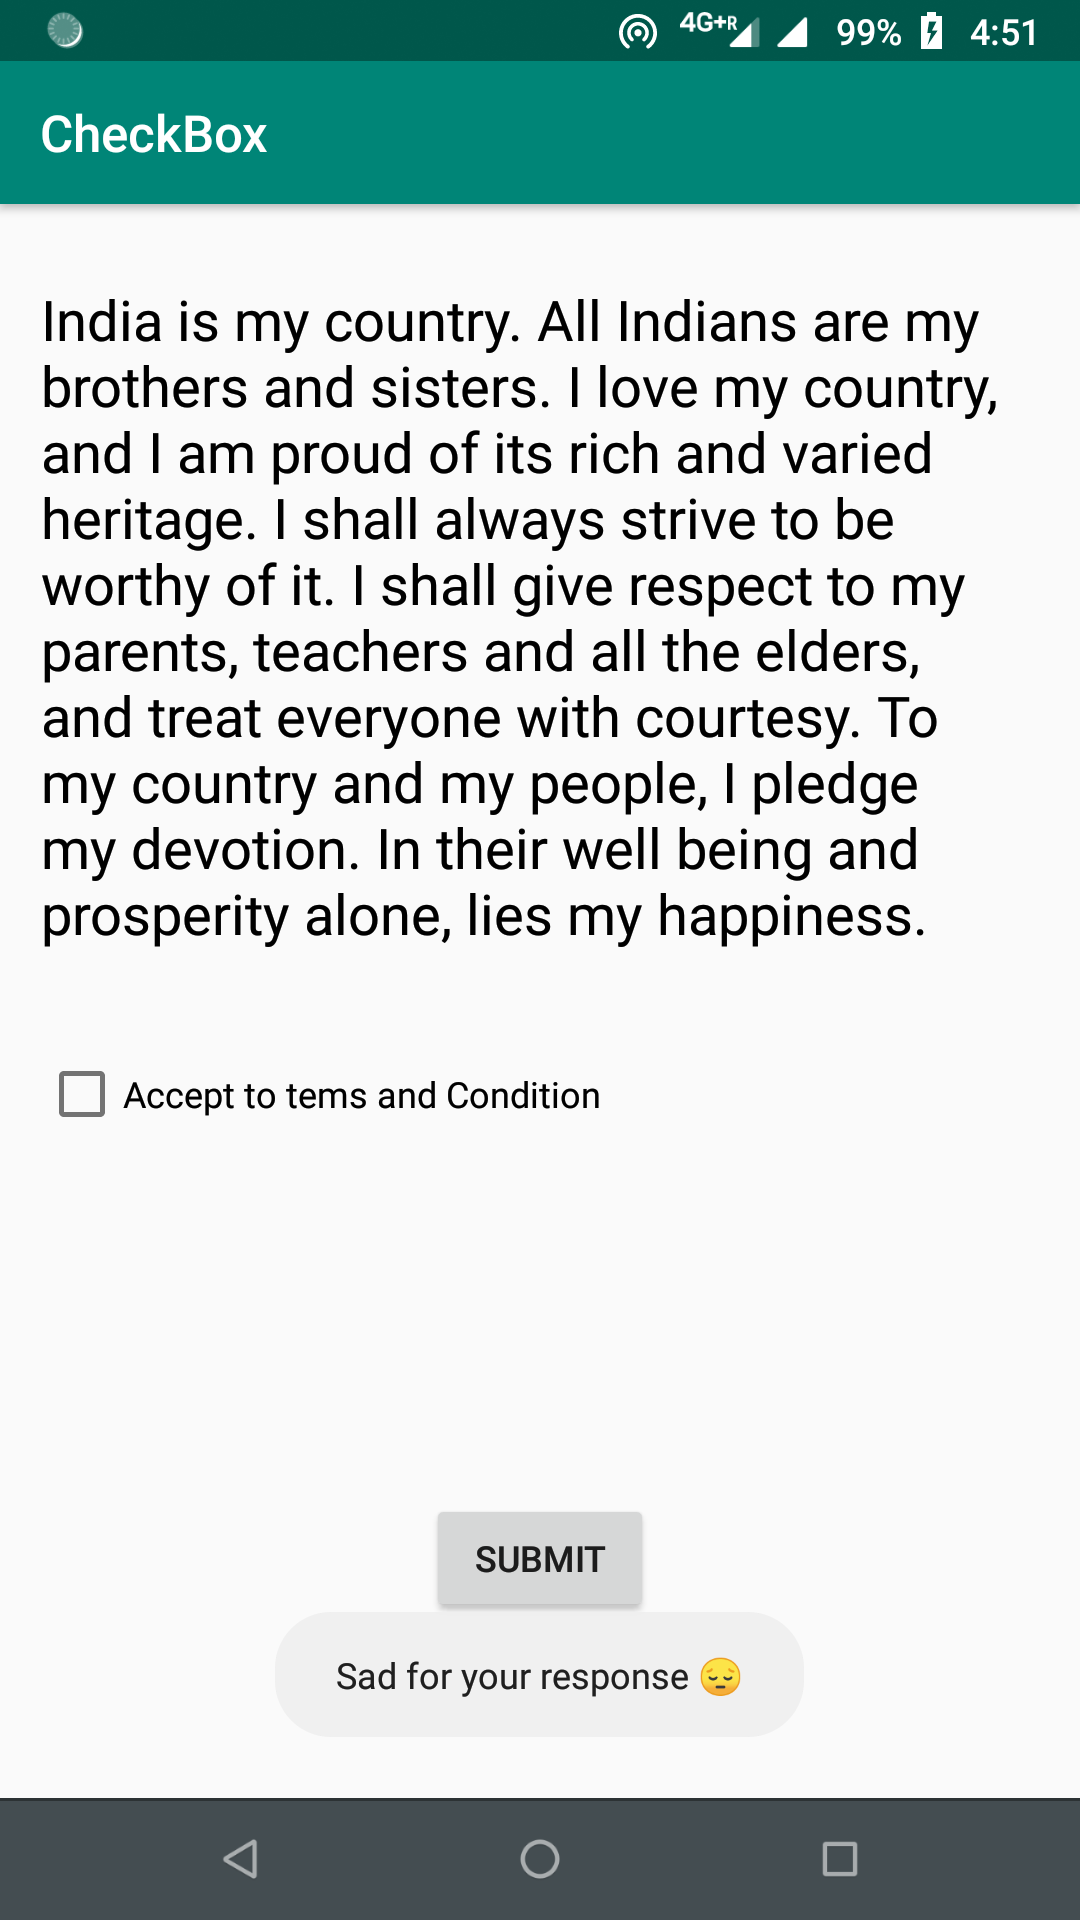 4G+R 99% 4:51
CheckBox
India is my country. All Indians are my
brothers and sisters. I love my country,
and I am proud of its rich and varied
heritage. I shall always strive to be
worthy of it. I shall give respect to my
parents, teachers and all the elders,
and treat everyone with courtesy. To
my country and my people, I pledge
my devotion. In their well being and
prosperity alone, lies my happiness.
Accept to tems and Condition
SUBMIT
Sad for your response 😔